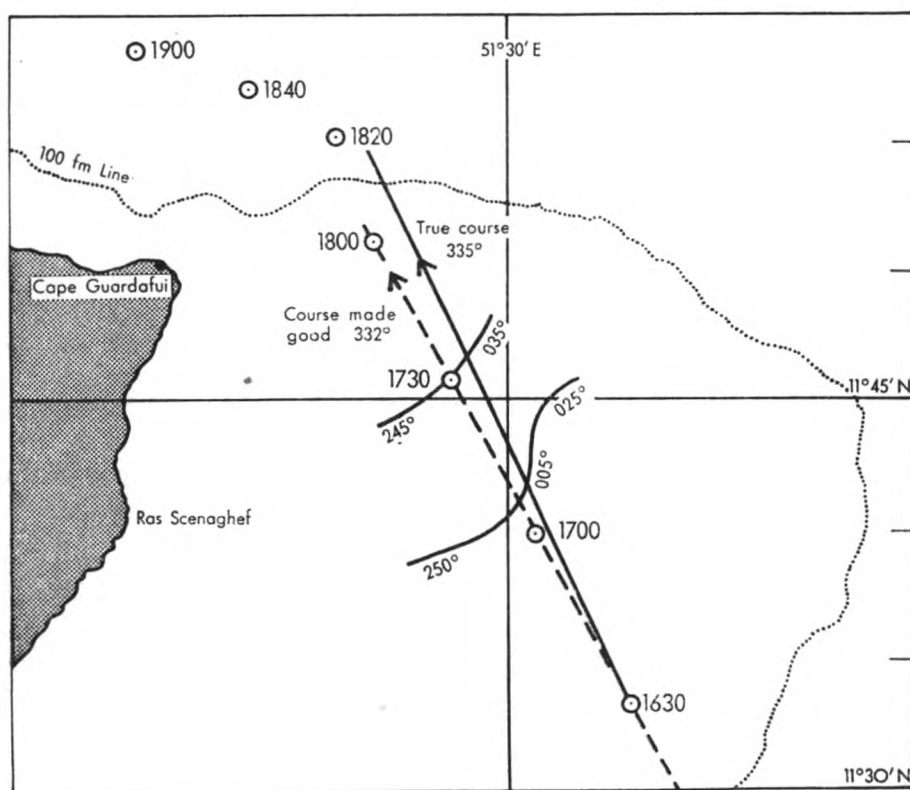 1900
51°30′ E
1840
1820
100 fm Line
True course
335°
1800
Cape Guardafui
Course made
good 332°
035°
1730
11°45′ N
025°
245°
005°
Ras Scenaghef
1700
250°
1630
11°30′ N